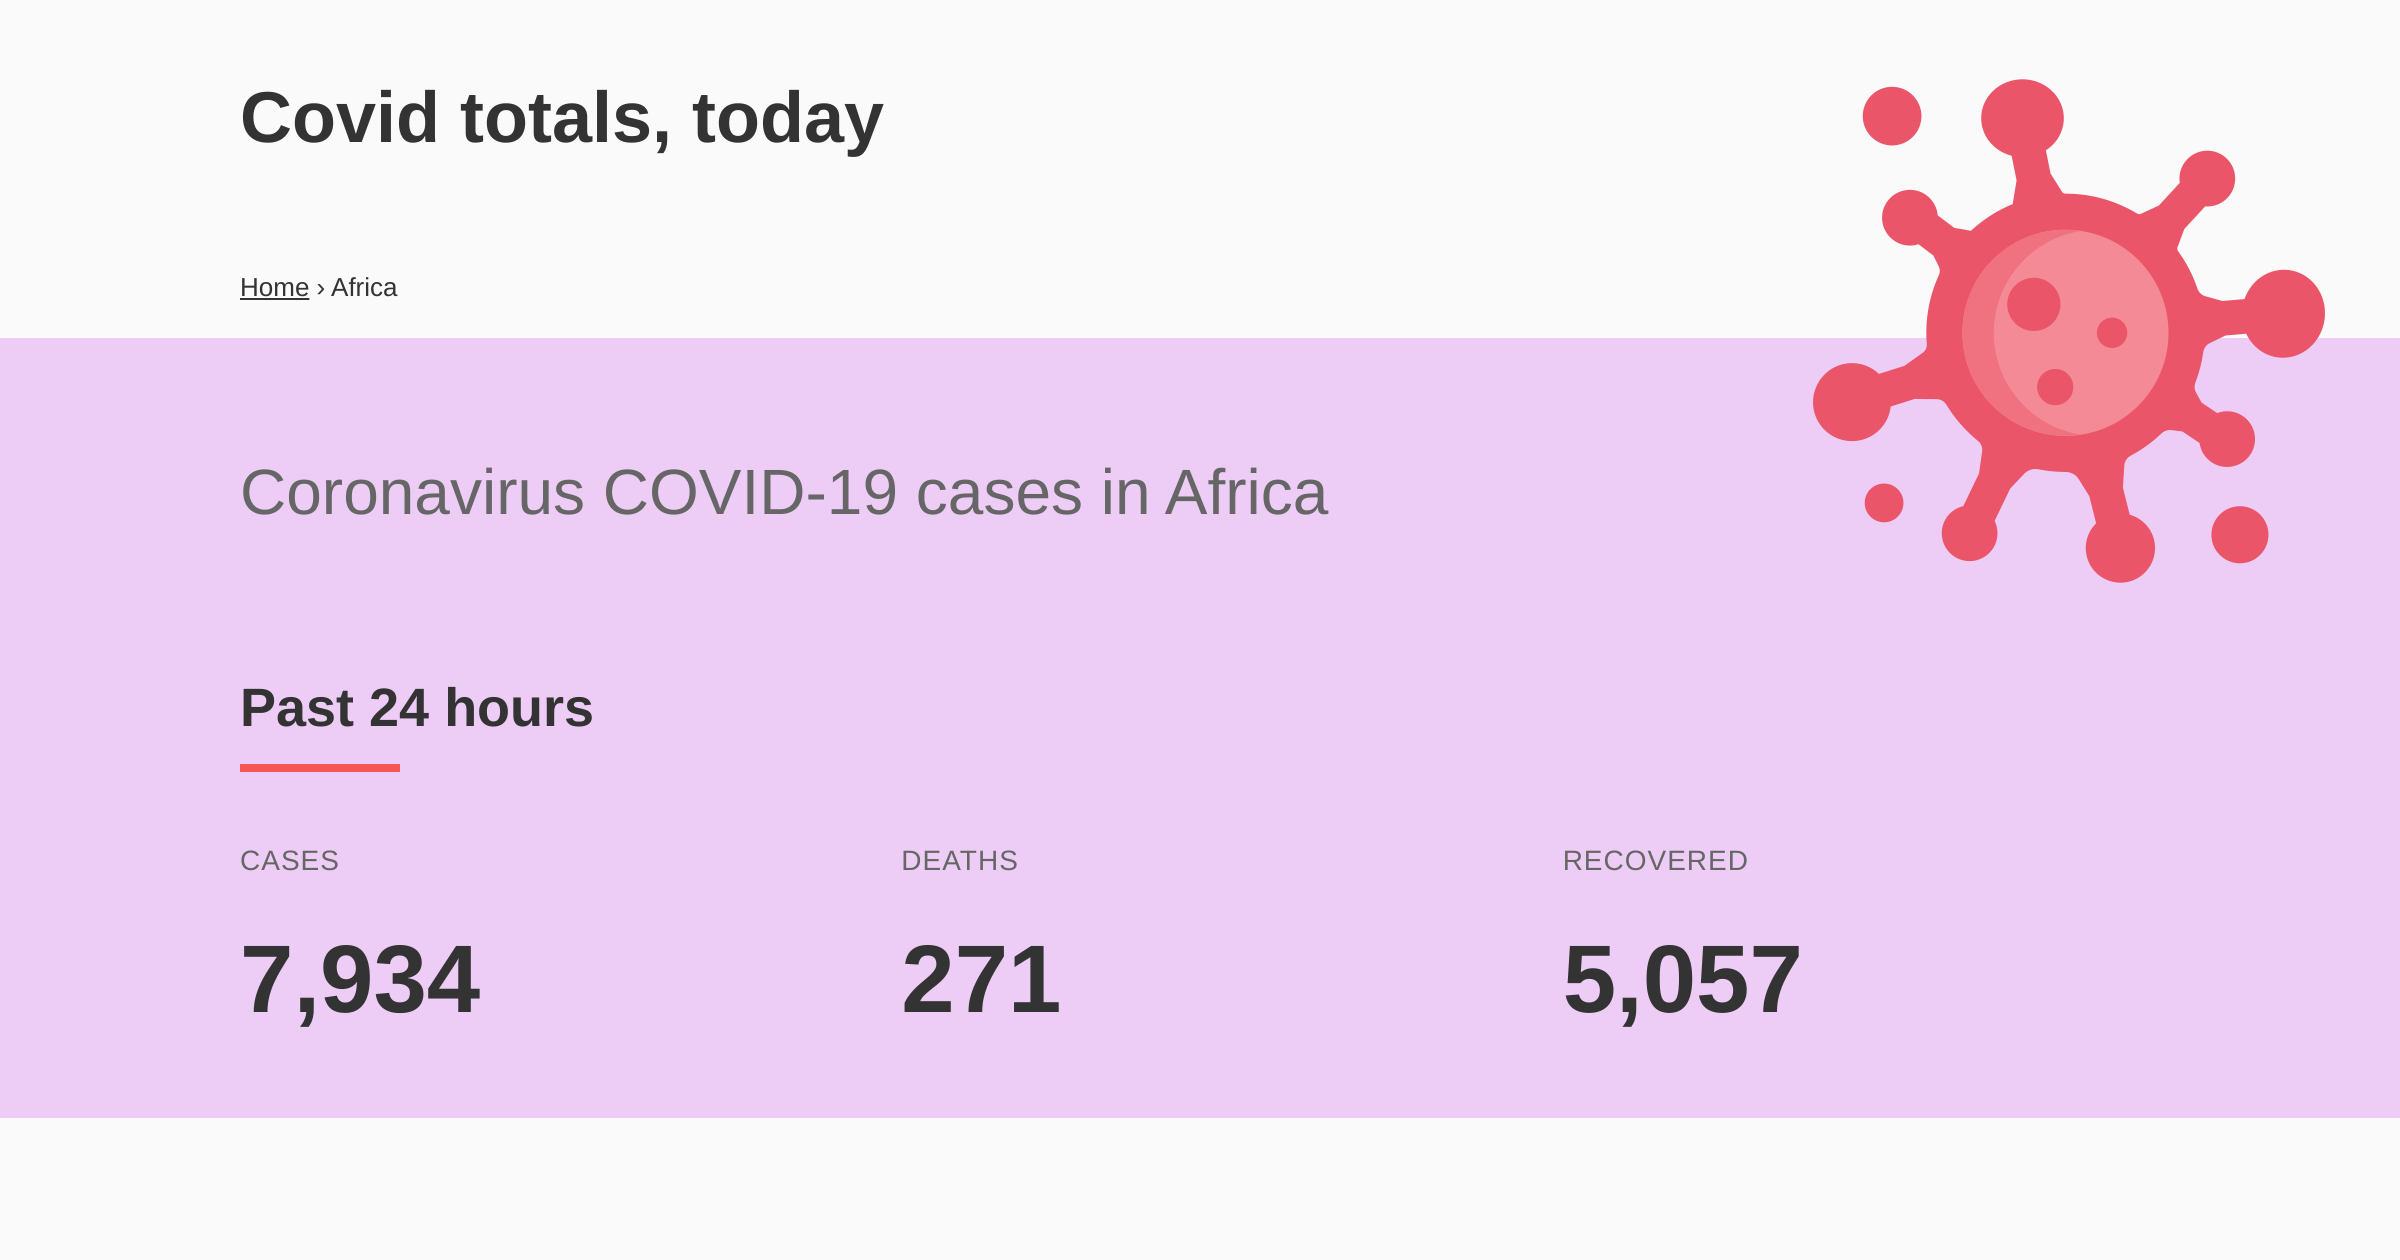 Covid totals, today
Home › Africa
Coronavirus COVID-19 cases in Africa
Past 24 hours
CASES
DEATHS
RECOVERED
7,934
271
5,057